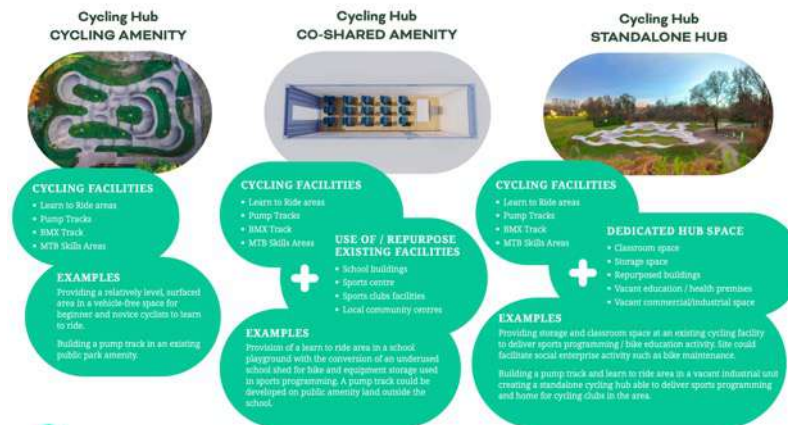 Cycling Hub
CYCLING AMENITY
CYCLING FACILITIES
• Learn to Ride areas
• Pump Tracks
• BMX Track
• MTB Skills Areas
EXAMPLES
Providing a relatively level, surfaced
area in a vehicle-free space for
beginner and novice cyclists to learn
to ride.
Building a pump track in an existing
public park amenity.
Cycling Hub
CO-SHARED AMENITY
CYCLING FACILITIES
• Learn to Ride areas
• Pump Tracks
• BMX Track
• MTB Skills Areas
+
USE OF / REPURPOSE
EXISTING FACILITIES
• School buildings
• Sports centre
• Sports clubs facilities
• Local community centres
EXAMPLES
Provision of a learn to ride area in a school
playground with the conversion of an underused
school shed for bike and equipment storage used
in sports programming. A pump track could be
developed on public amenity land outside the
school.
Cycling Hub
STANDALONE HUB
CYCLING FACILITIES
• Learn to Ride areas
• Pump Tracks
• BMX Track
• MTB Skills Areas
+
DEDICATED HUB SPACE
• Classroom space
• Storage space
• Repurposed buildings
• Vacant education / health premises
• Vacant commercial/industrial space
EXAMPLES
Providing storage and classroom space at an existing cycling facility
to deliver sports programming / bike education activity. Site could
facilitate social enterprise activity such as bike maintenance.
Building a pump track and learn to ride area in a vacant industrial unit
creating a standalone cycling hub able to deliver sports programming
and home for cycling clubs in the area.